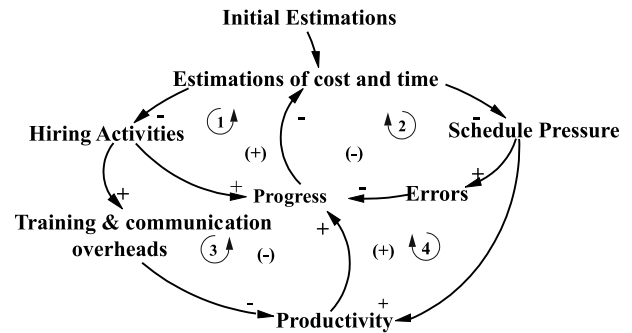 Initial Estimations
Estimations of cost and time
-
-
-
1
2
Hiring Activities
Schedule Pressure
(+)
(-)
+
+
-
+
Progress
Errors
Training & communication
overheads
+
3
(-)
(+)
4
-
+
Productivity